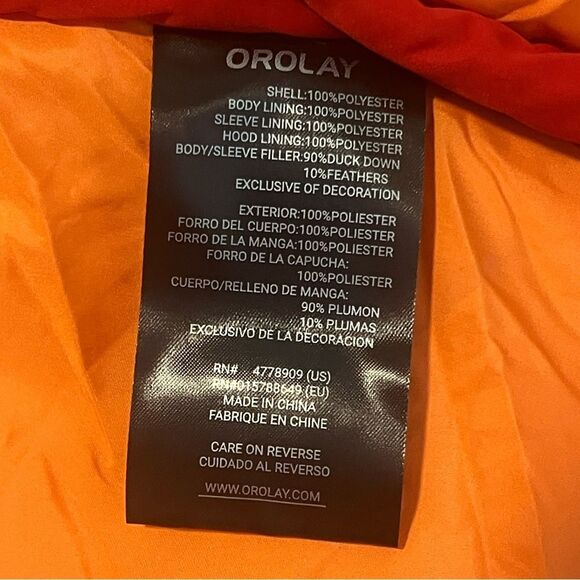 OROLAY
SHELL:100%POLYESTER
BODY LINING:100%POLYESTER
SLEEVE LINING:100%POLYESTER
HOOD LINING:100%POLYESTER
BODY/SLEEVE FILLER:90%DUCK DOWN
10%FEATHERS
EXCLUSIVE OF DECORATION
EXTERIOR:100%POLIESTER
FORRO DEL CUERPO:100%POLIESTER
FORRO DE LA MANGA:100%POLIESTER
FORRO DE LA CAPUCHA:
100%POLIESTER
CUERPO/RELLENO DE MANGA:
90% PLUMON
10% PLUMAS
EXCLUSIVO DE LA DECORACION
RN# 4778909 (US)
RN#015788649 (EU)
MADE IN CHINA
FABRIQUE EN CHINE
CARE ON REVERSE
CUIDADO AL REVERSO
WWW.OROLAY.COM